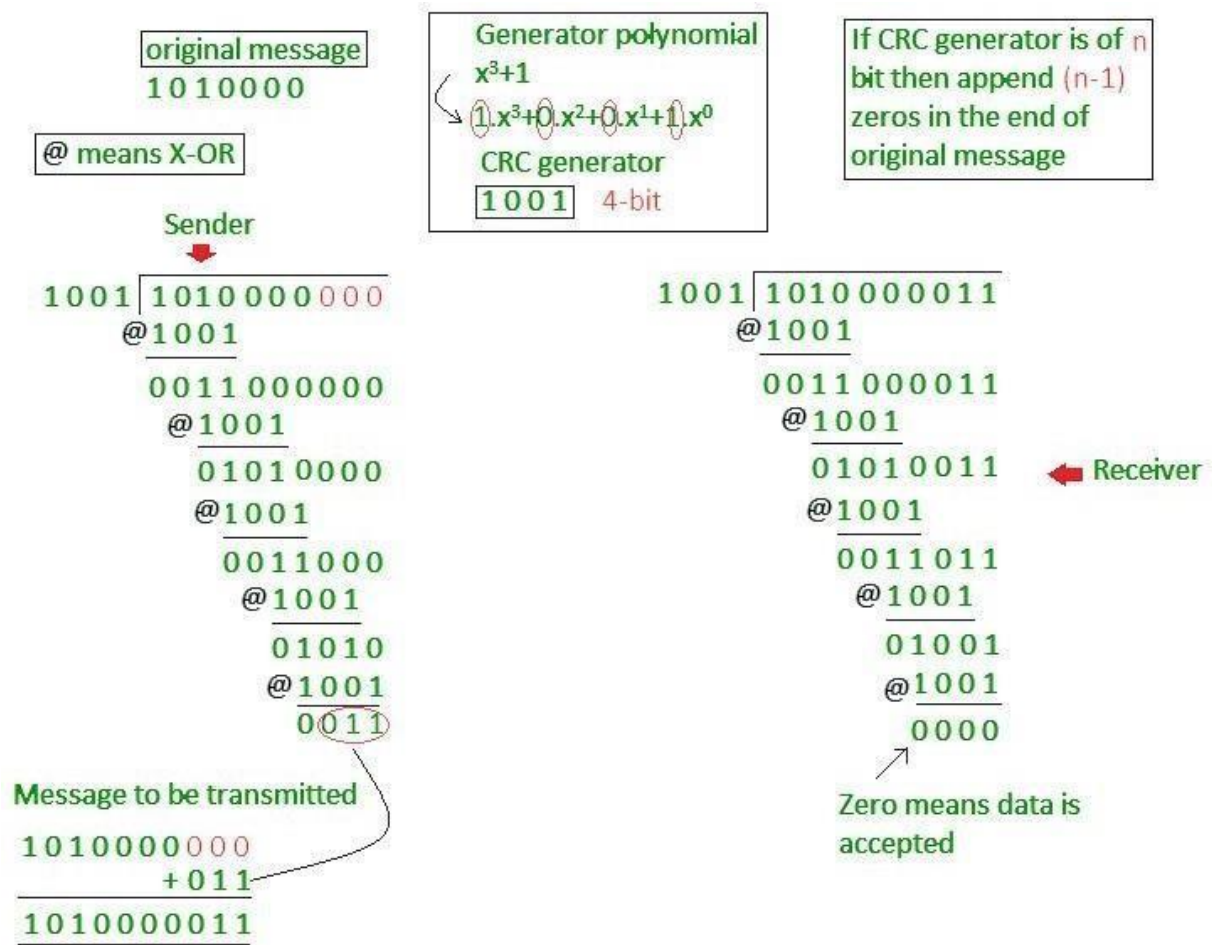 original message
1010000
@ means X-OR
Generator polynomial
x³+1
1.x³+0.x²+0.x¹+1.x⁰
CRC generator
1001 4-bit
If CRC generator is of n
bit then append (n-1)
zeros in the end of
original message
Sender
1001 1010000000
@1001
0011000000
@1001
01010000
@1001
0011000
@1001
01010
@1001
0011
Message to be transmitted
1010000000
+011
1010000011
1001 1010000011
@1001
0011000011
@1001
01010011
Receiver
@1001
0011011
@1001
01001
@1001
0000
Zero means data is
accepted